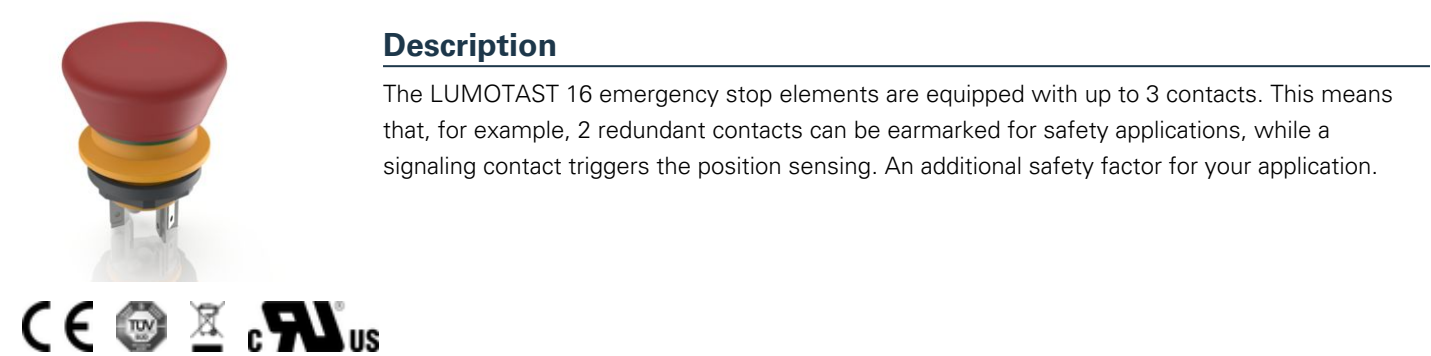 Description
The LUMOTAST 16 emergency stop elements are equipped with up to 3 contacts. This means
that, for example, 2 redundant contacts can be earmarked for safety applications, while a
signaling contact triggers the position sensing. An additional safety factor for your application.
CE TÜV SÜD c RU ® US